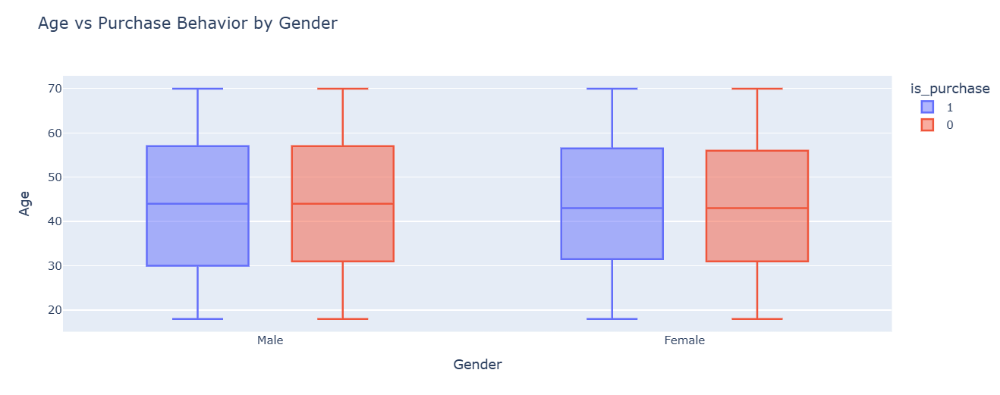 Age vs Purchase Behavior by Gender
is_purchase
1
0
Age
70
60
50
40
30
20
Male
Female
Gender